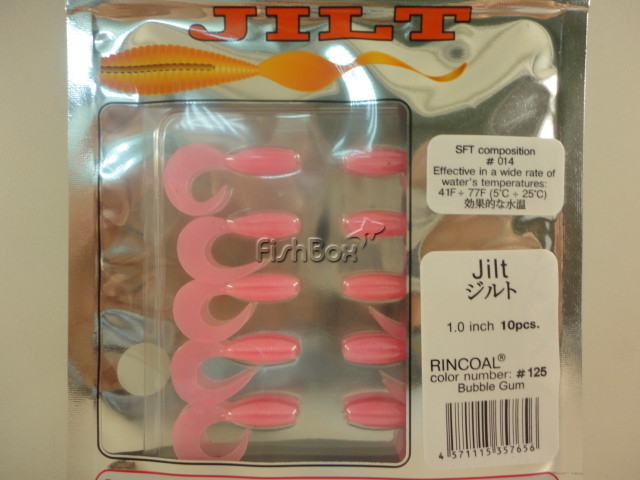 JILT
SFT composition
# 014
Effective in a wide rate of
water's temperatures:
41F ÷ 77F (5°C ÷ 25°C)
効果的な水温
FishBox
Jilt
ジルト
1.0 inch 10pcs.
RINCOAL®
color number: #125
Bubble Gum
4 571115 357656